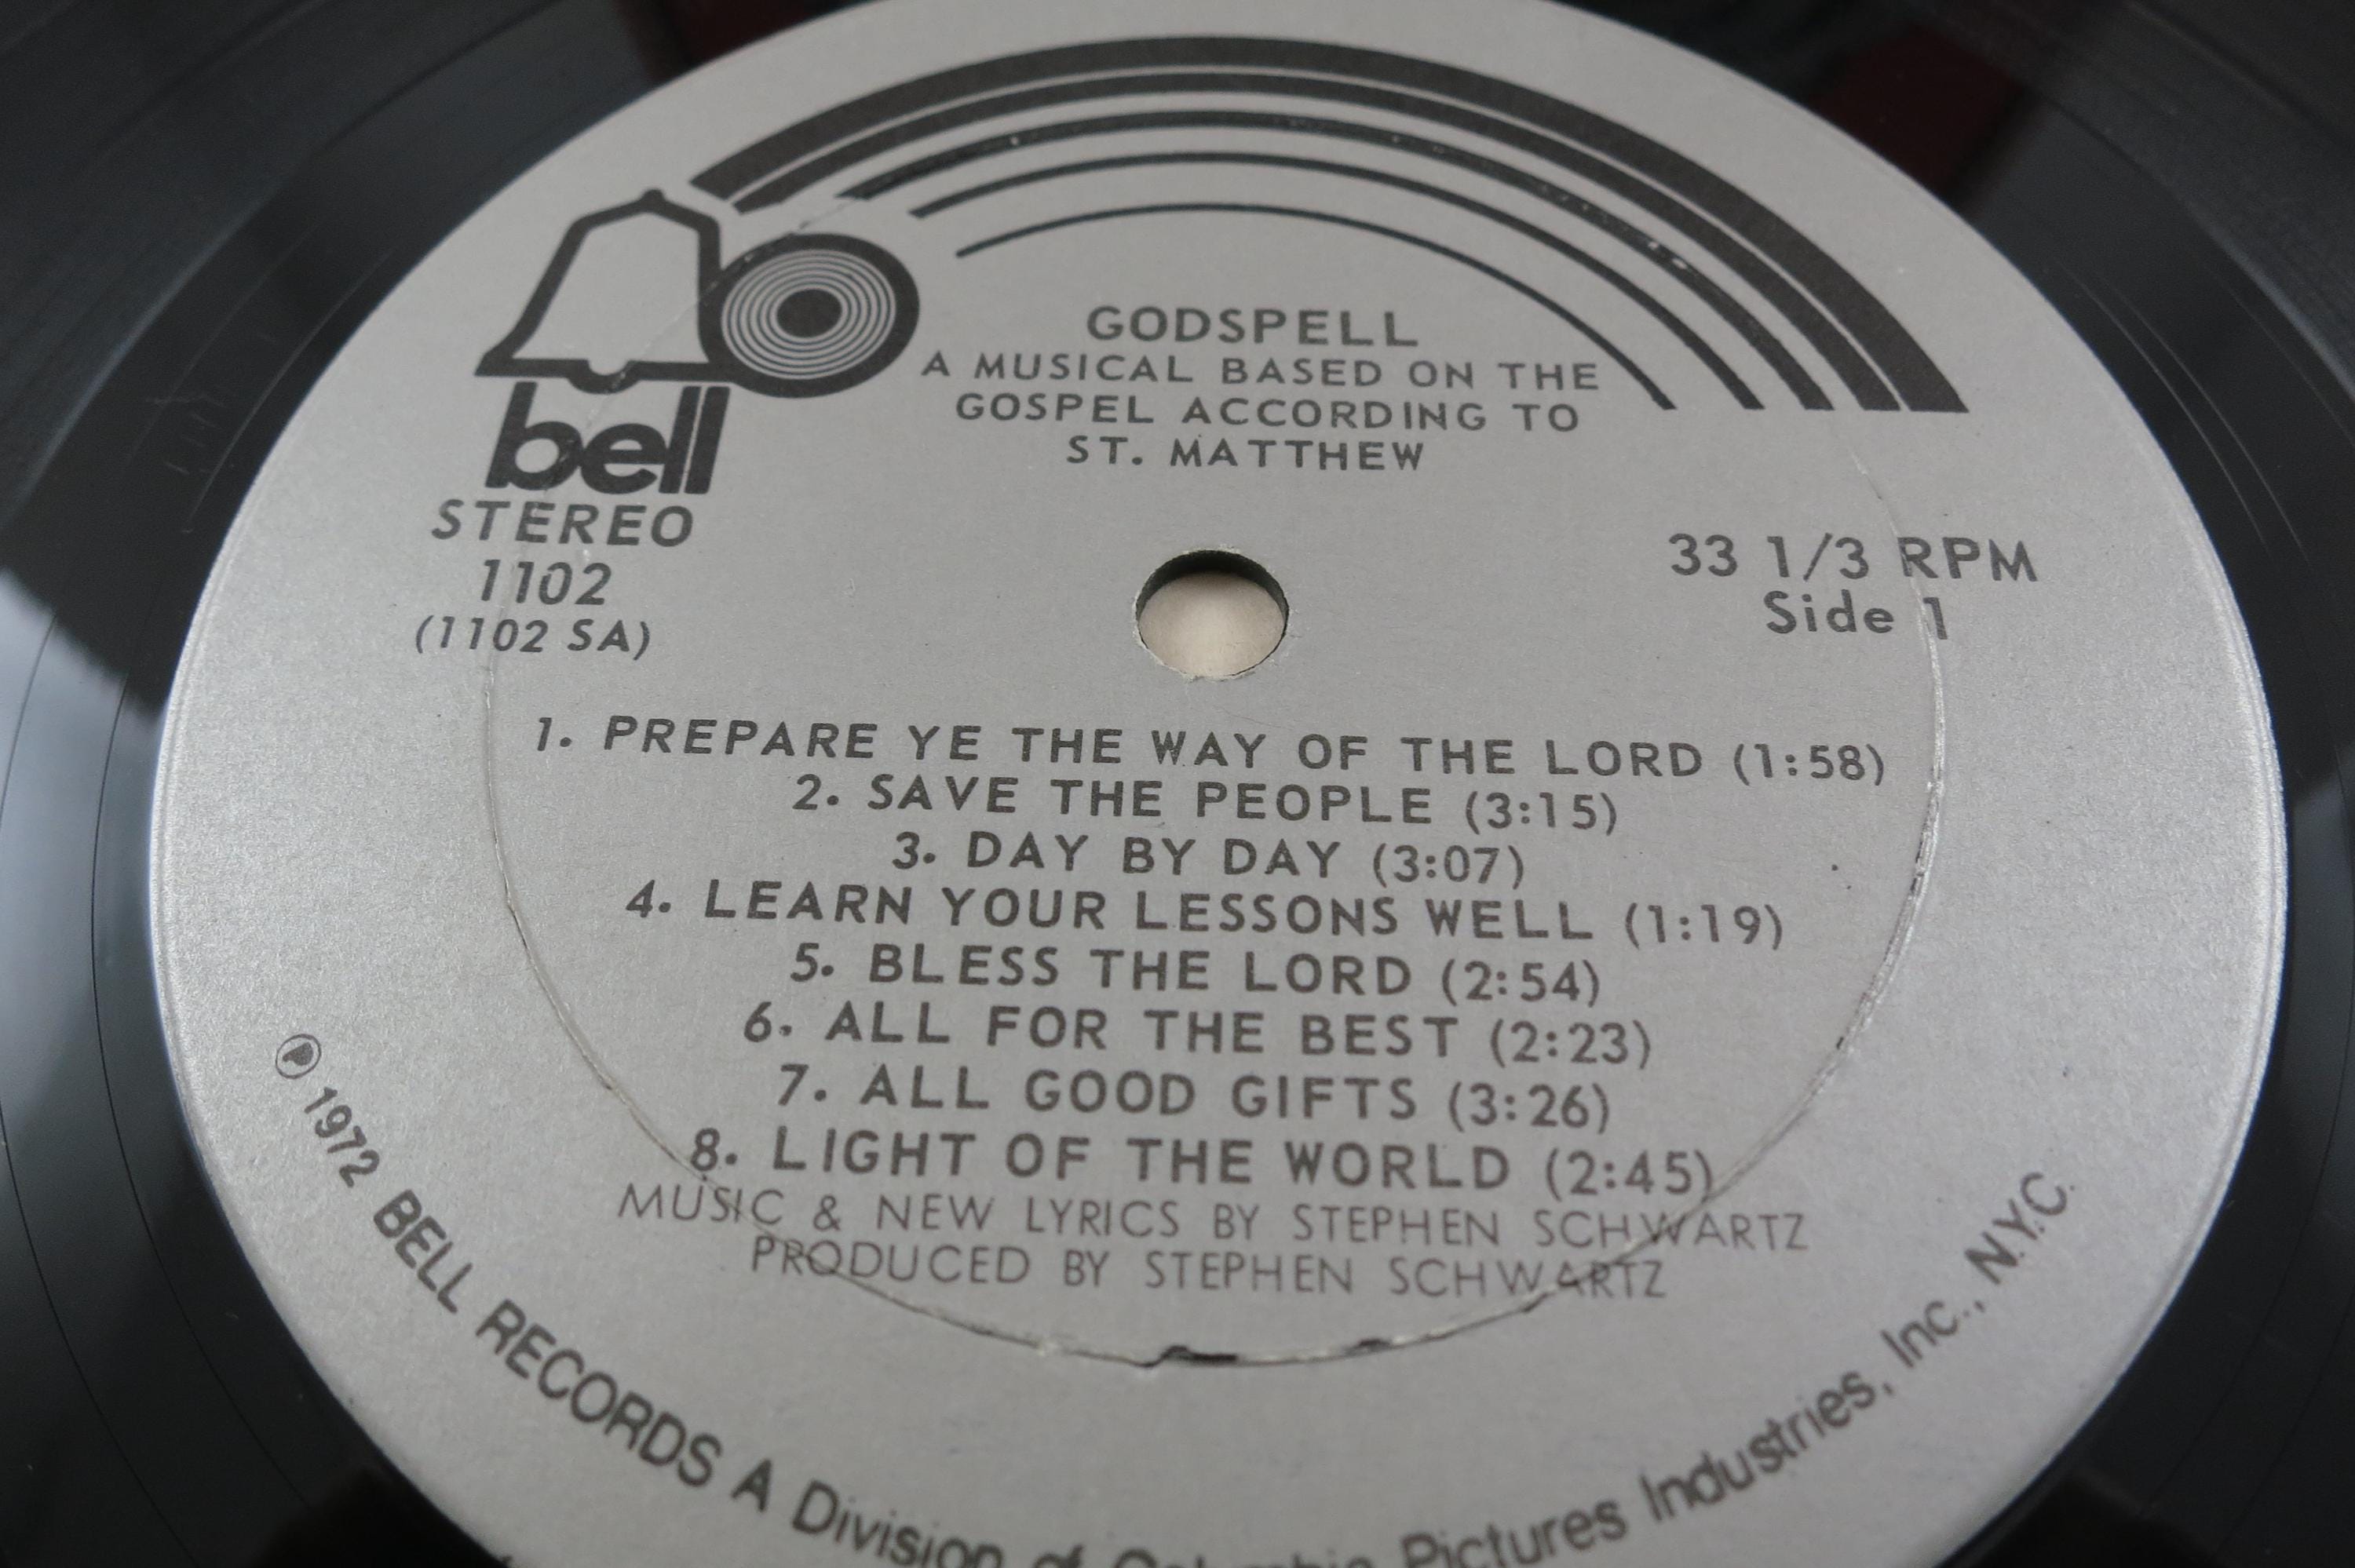 GODSPELL
A MUSICAL BASED ON THE
GOSPEL ACCORDING TO
ST. MATTHEW
bell
STEREO
1102
(1102 SA)
33 1/3 RPM
Side 1
1. PREPARE YE THE WAY OF THE LORD (1:58)
2. SAVE THE PEOPLE (3:15)
3. DAY BY DAY (3:07)
4. LEARN YOUR LESSONS WELL (1:19)
5. BLESS THE LORD (2:54)
6. ALL FOR THE BEST (2:23)
7. ALL GOOD GIFTS (3:26)
8. LIGHT OF THE WORLD (2:45)
MUSIC & NEW LYRICS BY STEPHEN SCHWARTZ
PRODUCED BY STEPHEN SCHWARTZ
℗ 1972 BELL RECORDS A Division of Columbia Pictures Industries, Inc., N.Y.C.